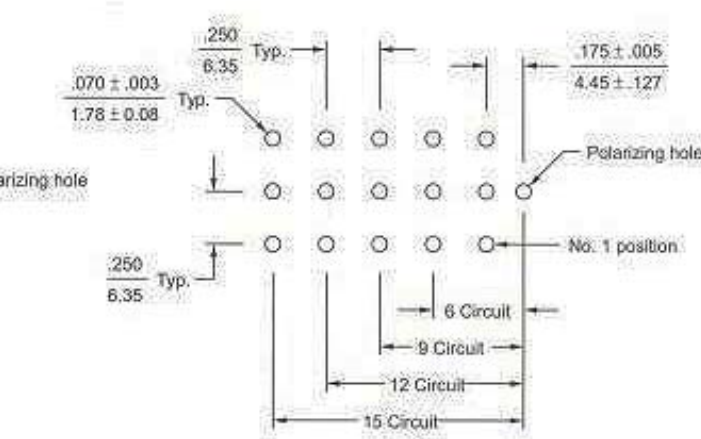 .250
6.35
Typ.
.175 ± .005
4.45 ± .127
.070 ± .003
1.78 ± 0.08
Typ.
Polarizing hole
arizing hole
No. 1 position
.250
6.35
Typ.
6 Circuit
9 Circuit
12 Circuit
15 Circuit